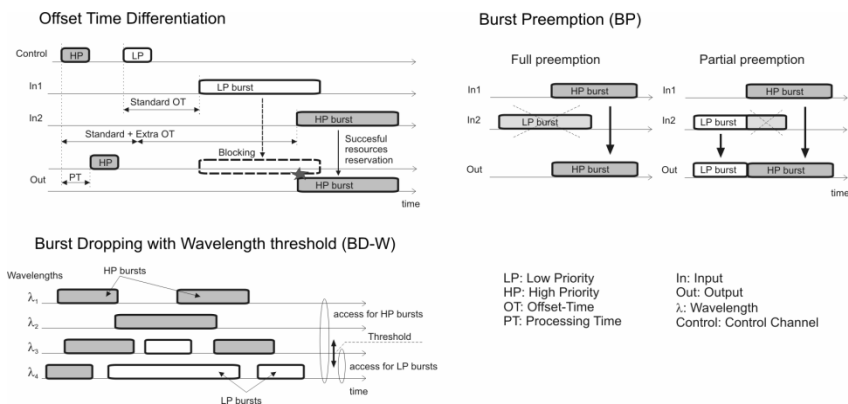 Offset Time Differentiation
Control
HP
LP
In1
LP burst
Standard OT
In2
HP burst
Standard + Extra OT
Succesful
resources
reservation
HP
Blocking
PT
Out
HP burst
time
Burst Preemption (BP)
Full preemption
Partial preemption
In1
HP burst
In1
HP burst
In2
LP burst
In2
LP burst
Out
HP burst
Out
LP burst
HP burst
time
Burst Dropping with Wavelength threshold (BD-W)
Wavelengths
HP bursts
λ1
access for HP bursts
λ2
Threshold
λ3
access for LP bursts
λ4
LP bursts
time
LP: Low Priority
HP: High Priority
OT: Offset-Time
PT: Processing Time
In: Input
Out: Output
λ: Wavelength
Control: Control Channel